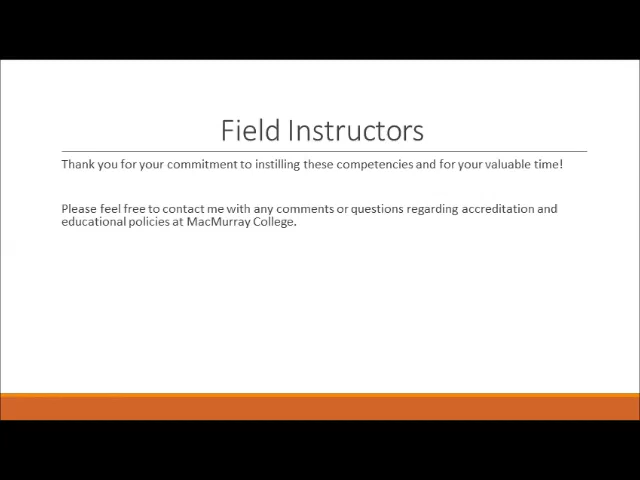 Field Instructors
Thank you for your commitment to instilling these competencies and for your valuable time!
Please feel free to contact me with any comments or questions regarding accreditation and
educational policies at MacMurray College.